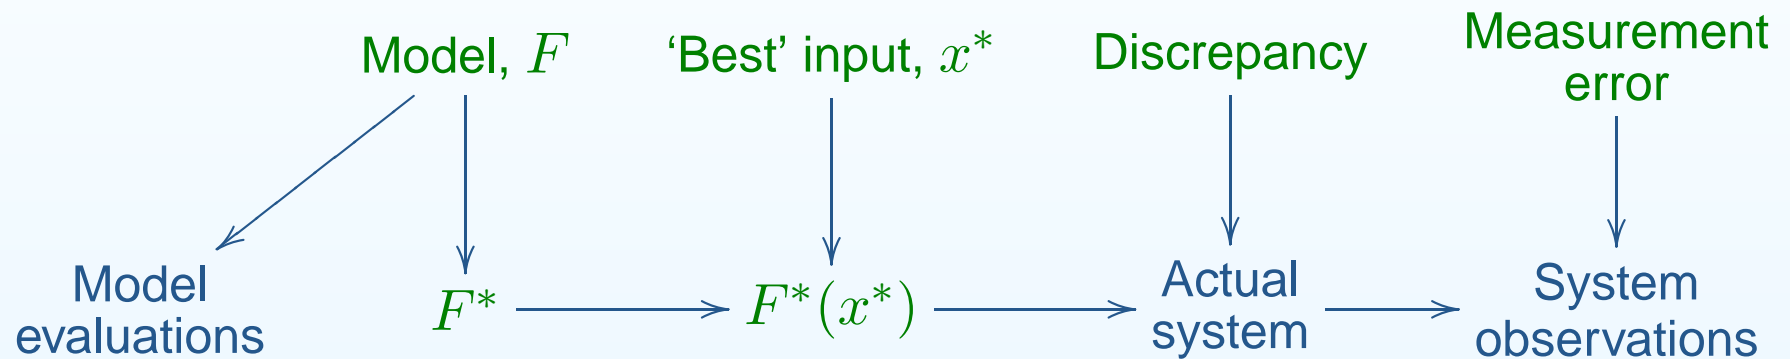 Model, F
‘Best’ input, x*
Discrepancy
Measurement
error
Model
evaluations
F*
F*(x*)
Actual
system
System
observations